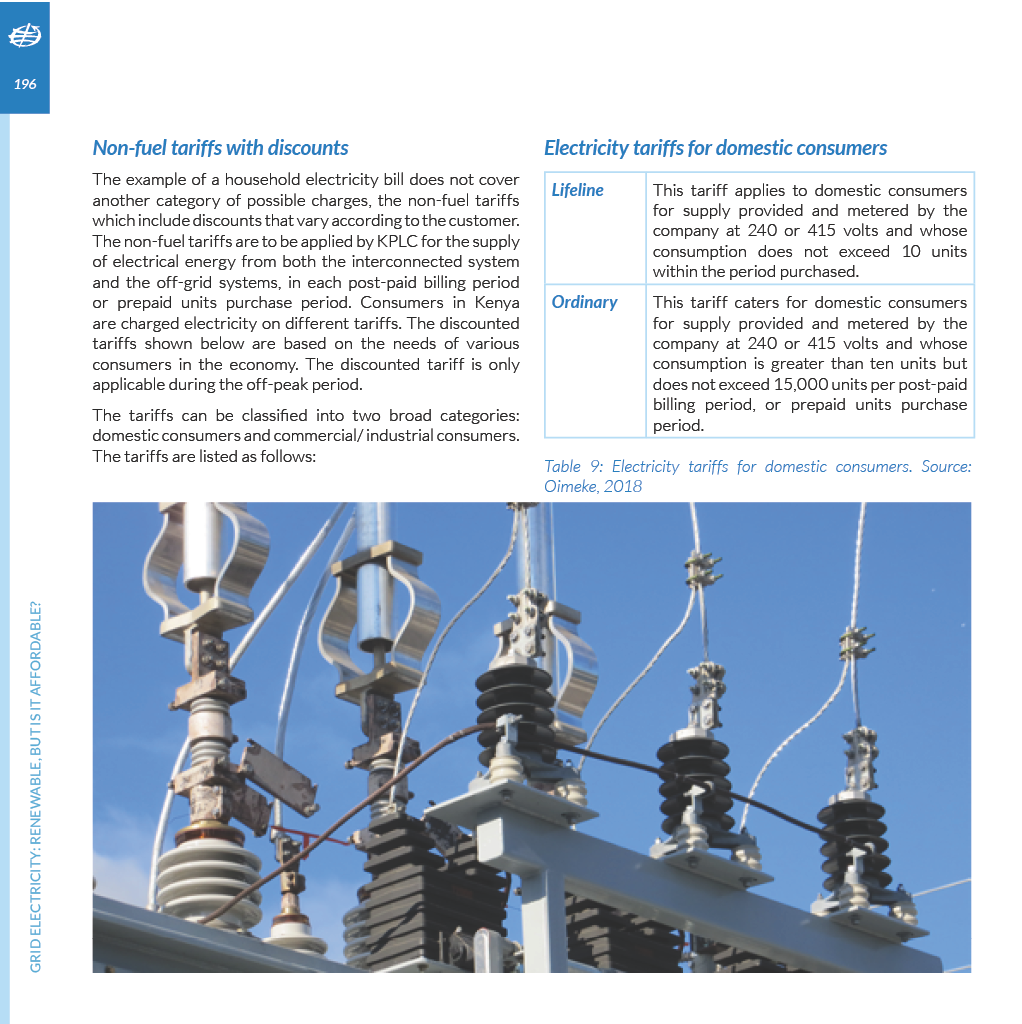 196
Non-fuel tariffs with discounts
The example of a household electricity bill does not cover
another category of possible charges, the non-fuel tariffs
which include discounts that vary according to the customer.
The non-fuel tariffs are to be applied by KPLC for the supply
of electrical energy from both the interconnected system
and the off-grid systems, in each post-paid billing period
or prepaid units purchase period. Consumers in Kenya
are charged electricity on different tariffs. The discounted
tariffs shown below are based on the needs of various
consumers in the economy. The discounted tariff is only
applicable during the off-peak period.
The tariffs can be classified into two broad categories:
domestic consumers and commercial/ industrial consumers.
The tariffs are listed as follows:
Electricity tariffs for domestic consumers
Lifeline
This tariff applies to domestic consumers
for supply provided and metered by the
company at 240 or 415 volts and whose
consumption does not exceed 10 units
within the period purchased.
Ordinary
This tariff caters for domestic consumers
for supply provided and metered by the
company at 240 or 415 volts and whose
consumption is greater than ten units but
does not exceed 15,000 units per post-paid
billing period, or prepaid units purchase
period.
Table 9: Electricity tariffs for domestic consumers. Source:
Oimeke, 2018
GRID ELECTRICITY: RENEWABLE, BUT IS IT AFFORDABLE?